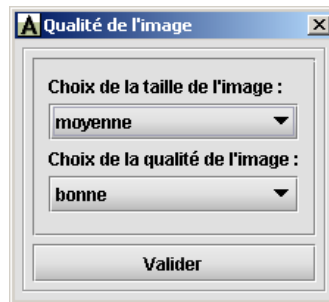 Qualité de l'image
Choix de la taille de l'image :
moyenne
Choix de la qualité de l'image :
bonne
Valider